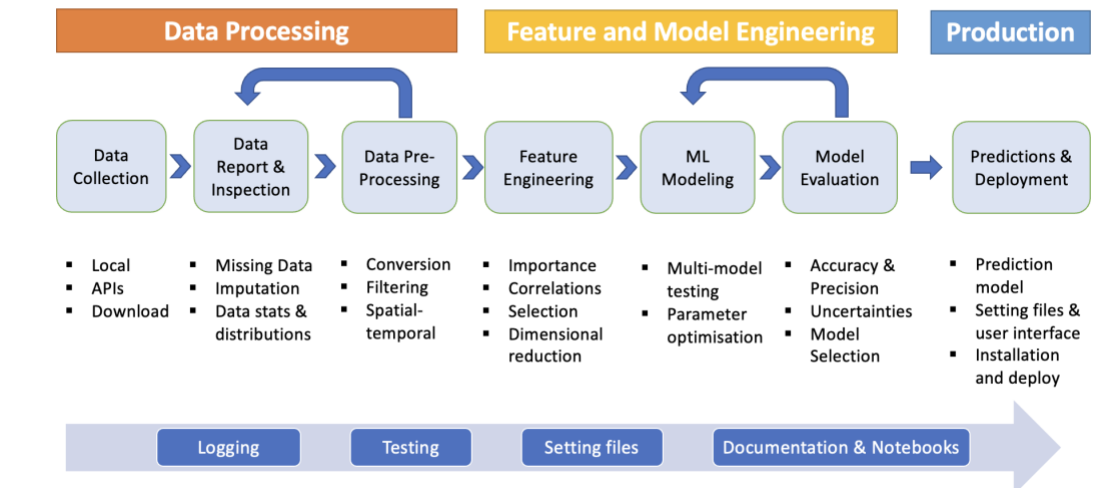 Data Processing
Feature and Model Engineering
Production
Data
Collection
Data
Report &
Inspection
Data Pre-
Processing
Feature
Engineering
ML
Modeling
Model
Evaluation
Predictions &
Deployment
▪ Local
▪ APIs
▪ Download
▪ Missing Data
▪ Imputation
▪ Data stats &
distributions
▪ Conversion
▪ Filtering
▪ Spatial-
temporal
▪ Importance
▪ Correlations
▪ Selection
▪ Dimensional
reduction
▪ Multi-model
testing
▪ Parameter
optimisation
▪ Accuracy &
Precision
▪ Uncertainties
▪ Model
Selection
▪ Prediction
model
▪ Setting files &
user interface
▪ Installation
and deploy
Logging
Testing
Setting files
Documentation & Notebooks